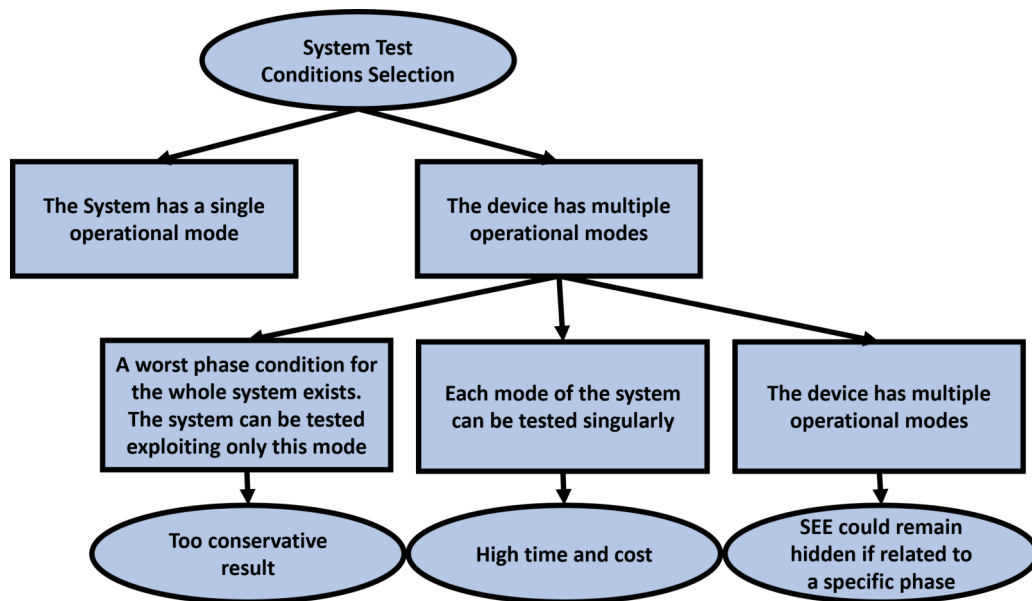 System Test
Conditions Selection
The System has a single
operational mode
The device has multiple
operational modes
A worst phase condition for
the whole system exists.
The system can be tested
exploiting only this mode
Each mode of the system
can be tested singularly
The device has multiple
operational modes
Too conservative
result
High time and cost
SEE could remain
hidden if related to
a specific phase